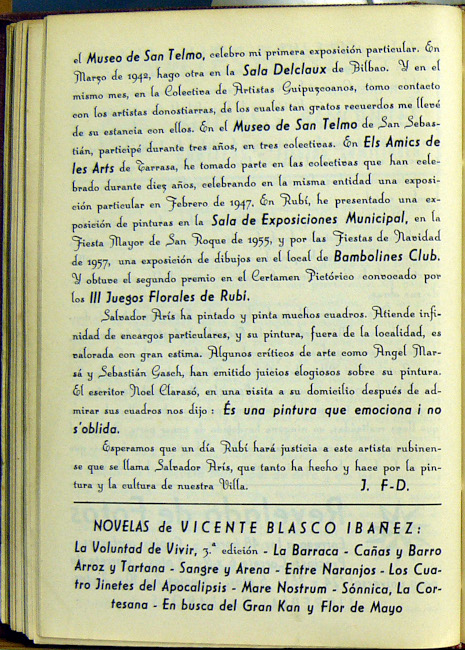 el Museo de San Telmo, celebro mi primera exposición particular. En
Marzo de 1942, hago otra en la Sala Delclaux de Bilbao. Y en el
mismo mes, en la Colectiva de Artistas Guipuzcoanos, tomo contacto
con los artistas donostiarras, de los cuales tan gratos recuerdos me llevé
de su estancia con ellos. En el Museo de San Telmo de San Sebas-
tián, participé durante tres años, en tres colectivas. En Els Amics de
les Arts de Tarrasa, he tomado parte en las colectivas que han cele-
brado durante diez años, celebrando en la misma entidad una exposi-
ción particular en Febrero de 1947. En Rubí, he presentado una ex-
posición de pinturas en la Sala de Exposiciones Municipal, en la
Fiesta Mayor de San Roque de 1955, y por las Fiestas de Navidad
de 1957, una exposición de dibujos en el local de Bambolines Club.
Y obtuve el segundo premio en el Certamen Pictórico convocado por
los III Juegos Florales de Rubí.
Salvador Arís ha pintado y pinta muchos cuadros. Atiende infi-
nidad de encargos particulares, y su pintura, fuera de la localidad, es
valorada con gran estima. Algunos críticos de arte como Angel Mar-
sá y Sebastián Gasch, han emitido juicios elogiosos sobre su pintura.
El escritor Noel Clarasó, en una visita a su domicilio después de ad-
mirar sus cuadros nos dijo: És una pintura que emociona i no
s'oblida.
Esperamos que un día Rubí hará justicia a este artista rubinen-
se que se llama Salvador Arís, que tanto ha hecho y hace por la pin-
tura y la cultura de nuestra Villa. J. F-D.
NOVELAS de VICENTE BLASCO IBAÑEZ:
La Voluntad de Vivir, 3.ª edición - La Barraca - Cañas y Barro
Arroz y Tartana - Sangre y Arena - Entre Naranjos - Los Cua-
tro Jinetes del Apocalipsis - Mare Nostrum - Sónnica, La Cor-
tesana - En busca del Gran Kan y Flor de Mayo